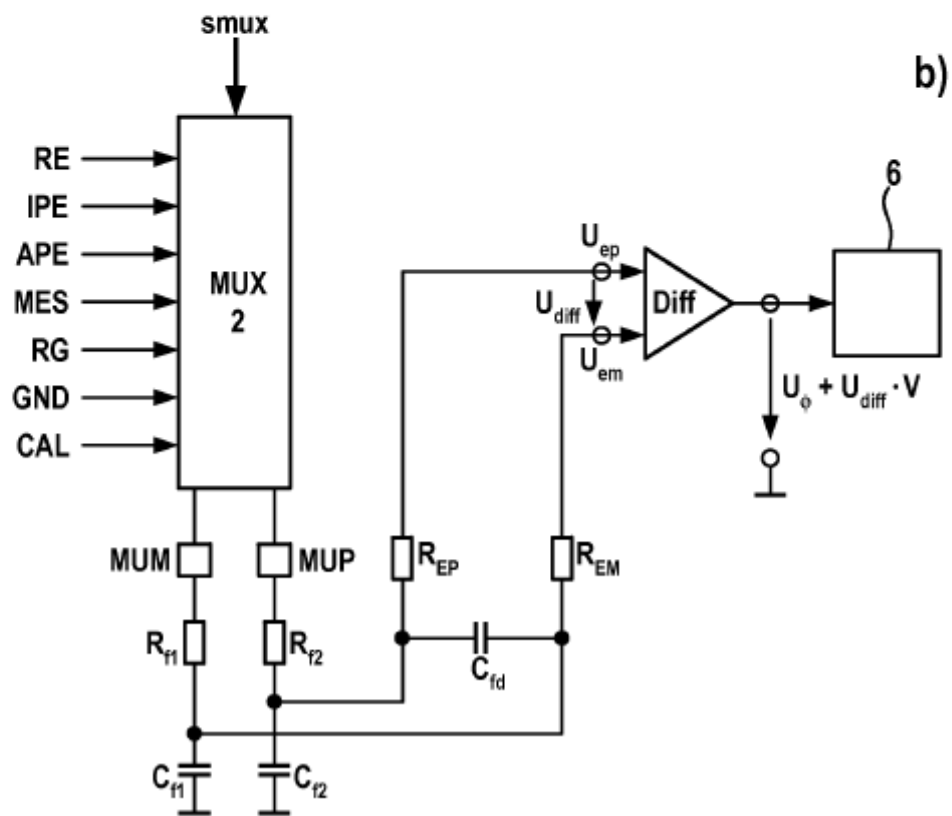 smux
b)
RE
IPE
APE
MES
RG
GND
CAL
MUX
2
6
U_ep
U_diff
U_em
Diff
U_ϕ + U_diff · V
MUM
MUP
R_EP
R_EM
R_f1
R_f2
C_fd
C_f1
C_f2